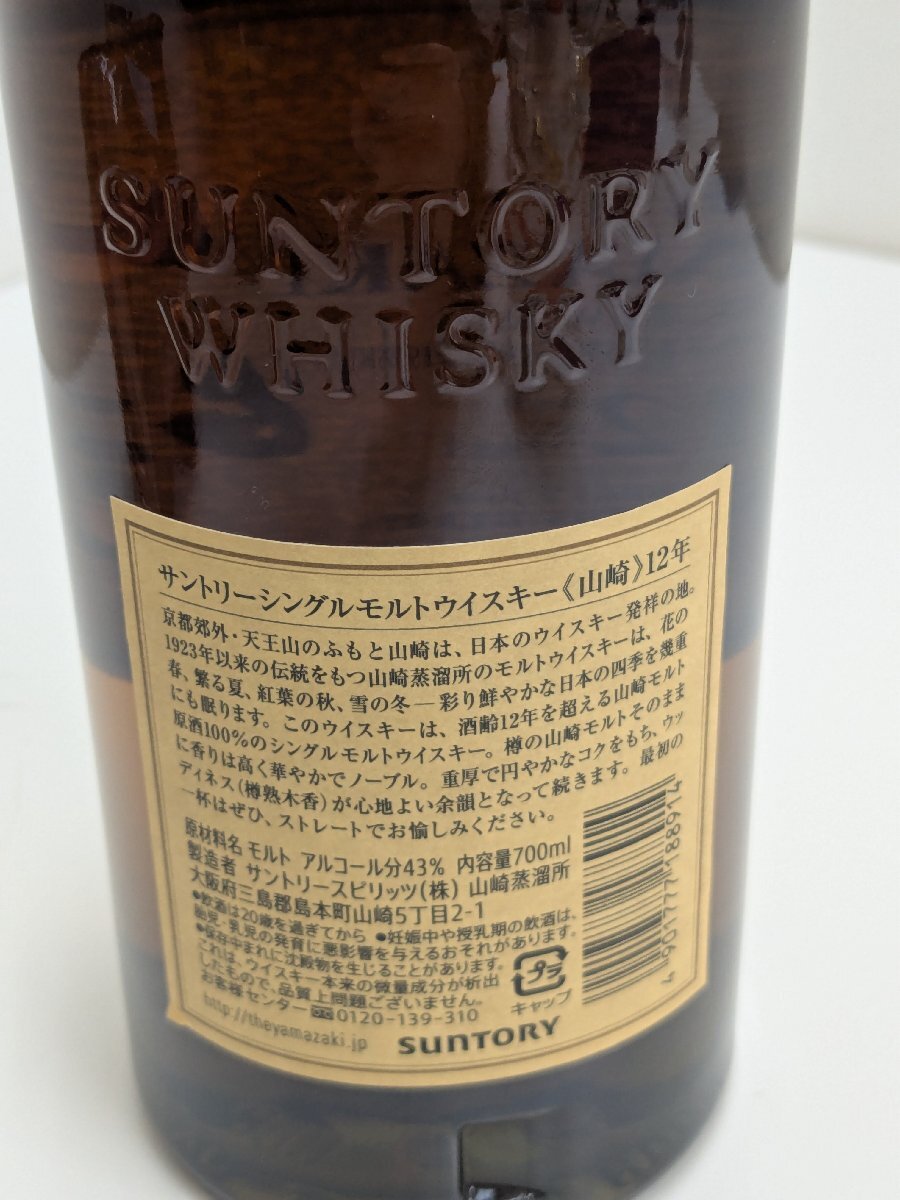 SUNTORY
WHISKY
サントリーシングルモルトウイスキー《山崎》12年
京都郊外・天王山のふもと山崎は、日本のウイスキー発祥の地。
1923年以来の伝統をもつ山崎蒸溜所のモルトウイスキーは、花の
春、繁る夏、紅葉の秋、雪の冬―彩り鮮やかな日本の四季を幾重
にも眠ります。このウイスキーは、酒齢12年を超える山崎モルト
原酒100%のシングルモルトウイスキー。樽の山崎モルトそのまま
に香りは高く華やかでノーブル。重厚で円やかなコクをもち、ウッ
ディネス(樽熟木香)が心地よい余韻となって続きます。最初の
一杯はぜひ、ストレートでお愉しみください。
原材料名 モルト アルコール分43% 内容量700ml
製造者 サントリースピリッツ(株) 山崎蒸溜所
大阪府三島郡島本町山崎5丁目2-1
●飲酒は20歳を過ぎてから ●妊娠中や授乳期の飲酒は、
胎児・乳児の発育に悪影響を与えるおそれがあります。
●保存中まれに沈殿物を生じることがあります。
これは、ウイスキー本来の微量成分が析出
したもので、品質上問題ございません。
お客様センター 0120-139-310
http://theyamazaki.jp
SUNTORY
プラ
キャップ
4 901777 188914